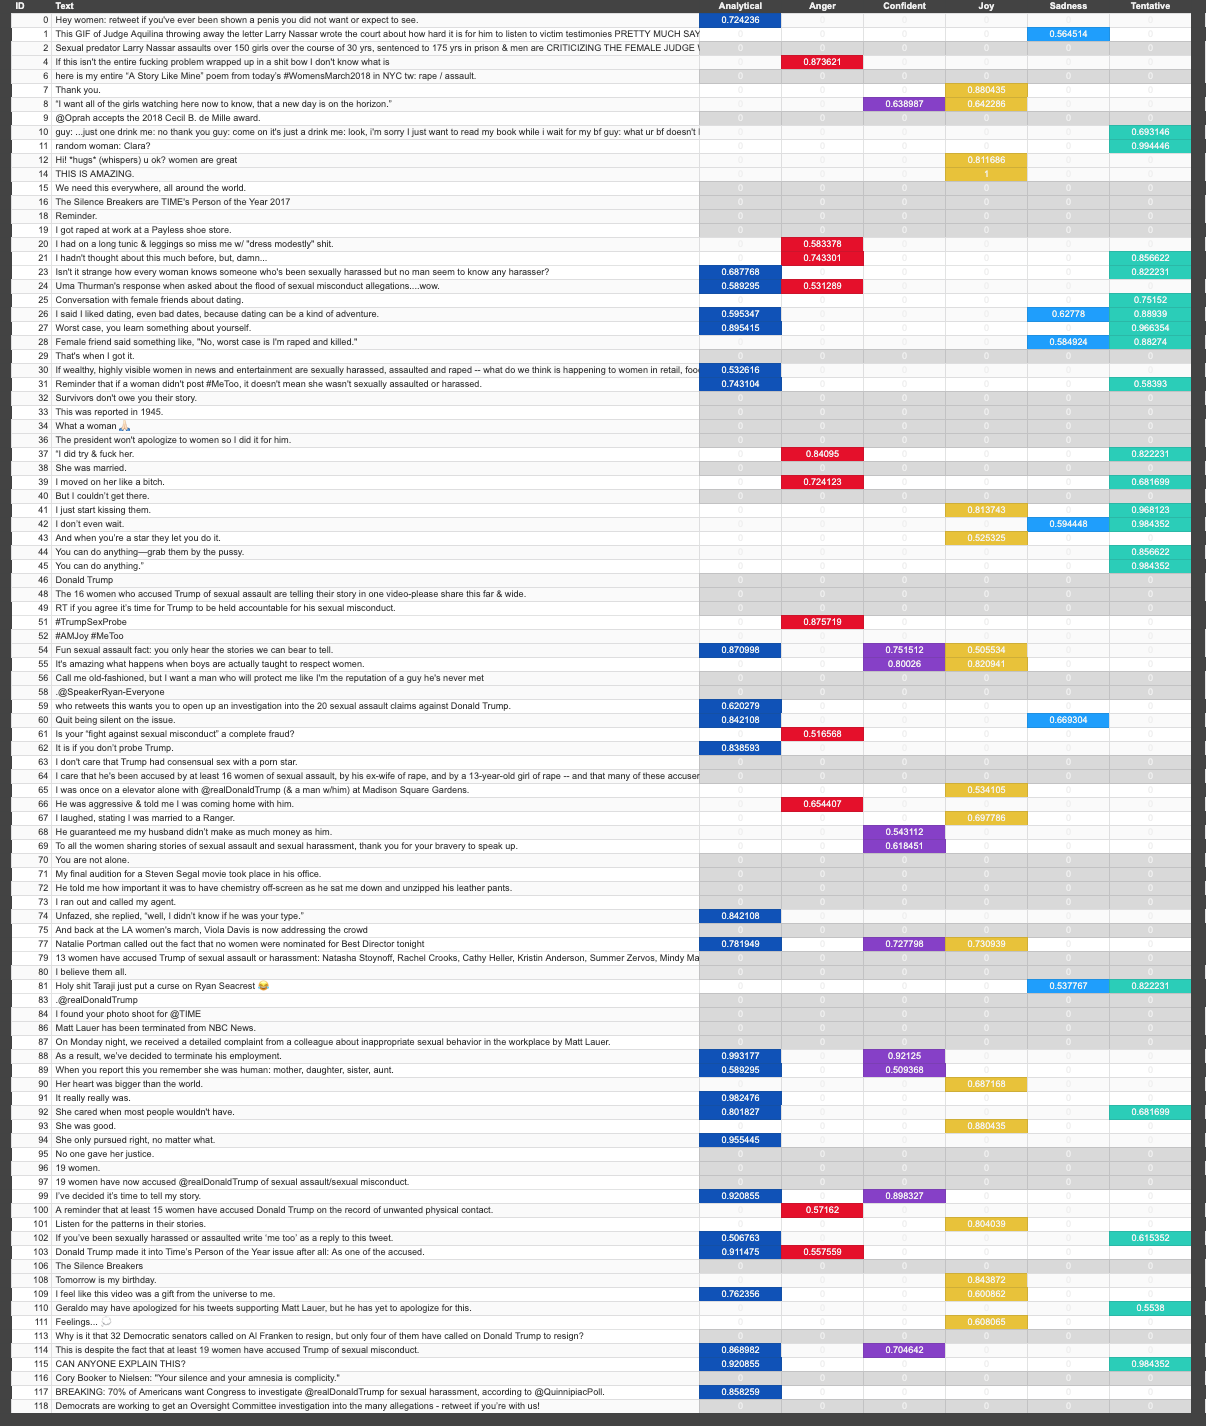 ID Text Analytical Anger Confident Joy Sadness Tentative
0 Hey women: retweet if you've ever been shown a penis you did not want or expect to see. 0.724236 0 0 0 0 0
1 This GIF of Judge Aquilina throwing away the letter Larry Nassar wrote the court about how hard it is for him to listen to victim testimonies PRETTY MUCH SAY 0 0 0 0 0.564514 0
2 Sexual predator Larry Nassar assaults over 150 girls over the course of 30 yrs, sentenced to 175 yrs in prison & men are CRITICIZING THE FEMALE JUDGE 0 0 0 0 0 0
4 If this isn't the entire fucking problem wrapped up in a shit bow I don't know what is 0 0.873621 0 0 0 0
6 here is my entire “A Story Like Mine” poem from today’s #WomensMarch2018 in NYC tw: rape / assault. 0 0 0 0 0 0
7 Thank you. 0 0 0 0.880435 0 0
8 “I want all of the girls watching here now to know, that a new day is on the horizon.” 0 0 0.638987 0.642286 0 0
9 @Oprah accepts the 2018 Cecil B. de Mille award. 0 0 0 0 0 0
10 guy: ...just one drink me: no thank you guy: come on it's just a drink me: look, i'm sorry I just want to read my book while i wait for my bf guy: what ur bf doesn't l 0 0 0 0 0 0.693146
11 random woman: Clara? 0 0 0 0 0 0.994446
12 Hi! *hugs* (whispers) u ok? women are great 0 0 0 0.811686 0 0
14 THIS IS AMAZING. 0 0 0 1 0 0
15 We need this everywhere, all around the world. 0 0 0 0 0 0
16 The Silence Breakers are TIME's Person of the Year 2017 0 0 0 0 0 0
18 Reminder. 0 0 0 0 0 0
19 I got raped at work at a Payless shoe store. 0 0 0 0 0 0
20 I had on a long tunic & leggings so miss me w/ "dress modestly" shit. 0 0.583378 0 0 0 0
21 I hadn't thought about this much before, but, damn... 0 0.743301 0 0 0 0.856622
23 Isn't it strange how every woman knows someone who's been sexually harassed but no man seem to know any harasser? 0.687768 0 0 0 0 0.822231
24 Uma Thurman's response when asked about the flood of sexual misconduct allegations....wow. 0.589295 0.531289 0 0 0 0
25 Conversation with female friends about dating. 0 0 0 0 0 0.75152
26 I said I liked dating, even bad dates, because dating can be a kind of adventure. 0.595347 0 0 0 0.62778 0.88939
27 Worst case, you learn something about yourself. 0.895415 0 0 0 0 0.966354
28 Female friend said something like, "No, worst case is I'm raped and killed." 0 0 0 0 0.584924 0.88274
29 That's when I got it. 0 0 0 0 0 0
30 If wealthy, highly visible women in news and entertainment are sexually harassed, assaulted and raped -- what do we think is happening to women in retail, foo 0.532616 0 0 0 0 0
31 Reminder that if a woman didn't post #MeToo, it doesn't mean she wasn't sexually assaulted or harassed. 0.743104 0 0 0 0 0.58393
32 Survivors don't owe you their story. 0 0 0 0 0 0
33 This was reported in 1945. 0 0 0 0 0 0
34 What a woman 🙏🏻 0 0 0 0 0 0
36 The president won't apologize to women so I did it for him. 0 0 0 0 0 0
37 “I did try & fuck her. 0 0.84095 0 0 0 0.822231
38 She was married. 0 0 0 0 0 0
39 I moved on her like a bitch. 0 0.724123 0 0 0 0.681699
40 But I couldn’t get there. 0 0 0 0 0 0
41 I just start kissing them. 0 0 0 0.813743 0 0.968123
42 I don’t even wait. 0 0 0 0 0.594448 0.984352
43 And when you’re a star they let you do it. 0 0 0 0.525325 0 0
44 You can do anything—grab them by the pussy. 0 0 0 0 0 0.856622
45 You can do anything.” 0 0 0 0 0 0.984352
46 Donald Trump 0 0 0 0 0 0
48 The 16 women who accused Trump of sexual assault are telling their story in one video-please share this far & wide. 0 0 0 0 0 0
49 RT if you agree it’s time for Trump to be held accountable for his sexual misconduct. 0 0 0 0 0 0
51 #TrumpSexProbe 0 0.875719 0 0 0 0
52 #AMJoy #MeToo 0 0 0 0 0 0
54 Fun sexual assault fact: you only hear the stories we can bear to tell. 0.870998 0 0.751512 0.505534 0 0
55 It's amazing what happens when boys are actually taught to respect women. 0 0 0.80026 0.820941 0 0
56 Call me old-fashioned, but I want a man who will protect me like I'm the reputation of a guy he's never met 0 0 0 0 0 0
58 .@SpeakerRyan-Everyone 0 0 0 0 0 0
59 who retweets this wants you to open up an investigation into the 20 sexual assault claims against Donald Trump. 0.620279 0 0 0 0 0
60 Quit being silent on the issue. 0.842108 0 0 0 0.669304 0
61 Is your “fight against sexual misconduct” a complete fraud? 0 0.516568 0 0 0 0
62 It is if you don’t probe Trump. 0.838593 0 0 0 0 0
63 I don't care that Trump had consensual sex with a porn star. 0 0 0 0 0 0
64 I care that he's been accused by at least 16 women of sexual assault, by his ex-wife of rape, and by a 13-year-old girl of rape -- and that many of these accuser 0 0 0 0 0 0
65 I was once on a elevator alone with @realDonaldTrump (& a man w/him) at Madison Square Gardens. 0 0 0 0.534105 0 0
66 He was aggressive & told me I was coming home with him. 0 0.654407 0 0 0 0
67 I laughed, stating I was married to a Ranger. 0 0 0 0.697786 0 0
68 He guaranteed me my husband didn’t make as much money as him. 0 0 0.543112 0 0 0
69 To all the women sharing stories of sexual assault and sexual harassment, thank you for your bravery to speak up. 0 0 0.618451 0 0 0
70 You are not alone. 0 0 0 0 0 0
71 My final audition for a Steven Segal movie took place in his office. 0 0 0 0 0 0
72 He told me how important it was to have chemistry off-screen as he sat me down and unzipped his leather pants. 0 0 0 0 0 0
73 I ran out and called my agent. 0 0 0 0 0 0
74 Unfazed, she replied, “well, I didn’t know if he was your type.” 0.842108 0 0 0 0 0
75 And back at the LA women's march, Viola Davis is now addressing the crowd 0 0 0 0 0 0
77 Natalie Portman called out the fact that no women were nominated for Best Director tonight 0.781949 0 0.727798 0.730939 0 0
79 13 women have accused Trump of sexual assault or harassment: Natasha Stoynoff, Rachel Crooks, Cathy Heller, Kristin Anderson, Summer Zervos, Mindy Ma 0 0 0 0 0 0
80 I believe them all. 0 0 0 0 0 0
81 Holy shit Taraji just put a curse on Ryan Seacrest 😂 0 0 0 0 0.537767 0.822231
83 .@realDonaldTrump 0 0 0 0 0 0
84 I found your photo shoot for @TIME 0 0 0 0 0 0
86 Matt Lauer has been terminated from NBC News. 0 0 0 0 0 0
87 On Monday night, we received a detailed complaint from a colleague about inappropriate sexual behavior in the workplace by Matt Lauer. 0 0 0 0 0 0
88 As a result, we’ve decided to terminate his employment. 0.993177 0 0.92125 0 0 0
89 When you report this you remember she was human: mother, daughter, sister, aunt. 0.589295 0 0.509368 0 0 0
90 Her heart was bigger than the world. 0 0 0 0.687168 0 0
91 It really really was. 0.982476 0 0 0 0 0
92 She cared when most people wouldn't have. 0.801827 0 0 0 0 0.681699
93 She was good. 0 0 0 0.880435 0 0
94 She only pursued right, no matter what. 0.955445 0 0 0 0 0
95 No one gave her justice. 0 0 0 0 0 0
96 19 women. 0 0 0 0 0 0
97 19 women have now accused @realDonaldTrump of sexual assault/sexual misconduct. 0 0 0 0 0 0
99 I’ve decided it’s time to tell my story. 0.920855 0 0.898327 0 0 0
100 A reminder that at least 15 women have accused Donald Trump on the record of unwanted physical contact. 0 0.57162 0 0 0 0
101 Listen for the patterns in their stories. 0 0 0 0.804039 0 0
102 If you’ve been sexually harassed or assaulted write ‘me too’ as a reply to this tweet. 0.506763 0 0 0 0 0.615352
103 Donald Trump made it into Time’s Person of the Year issue after all: As one of the accused. 0.911475 0.557559 0 0 0 0
106 The Silence Breakers 0 0 0 0 0 0
108 Tomorrow is my birthday. 0 0 0 0.843872 0 0
109 I feel like this video was a gift from the universe to me. 0.762356 0 0 0.600862 0 0
110 Geraldo may have apologized for his tweets supporting Matt Lauer, but he has yet to apologize for this. 0 0 0 0 0 0.5538
111 Feelings... 💭 0 0 0 0.608065 0 0
113 Why is it that 32 Democratic senators called on Al Franken to resign, but only four of them have called on Donald Trump to resign? 0 0 0 0 0 0
114 This is despite the fact that at least 19 women have accused Trump of sexual misconduct. 0.868982 0 0.704642 0 0 0
115 CAN ANYONE EXPLAIN THIS? 0.920855 0 0 0 0 0.984352
116 Cory Booker to Nielsen: "Your silence and your amnesia is complicity." 0 0 0 0 0 0
117 BREAKING: 70% of Americans want Congress to investigate @realDonaldTrump for sexual harassment, according to @QuinnipiacPoll. 0.858259 0 0 0 0 0
118 Democrats are working to get an Oversight Committee investigation into the many allegations - retweet if you’re with us! 0 0 0 0 0 0